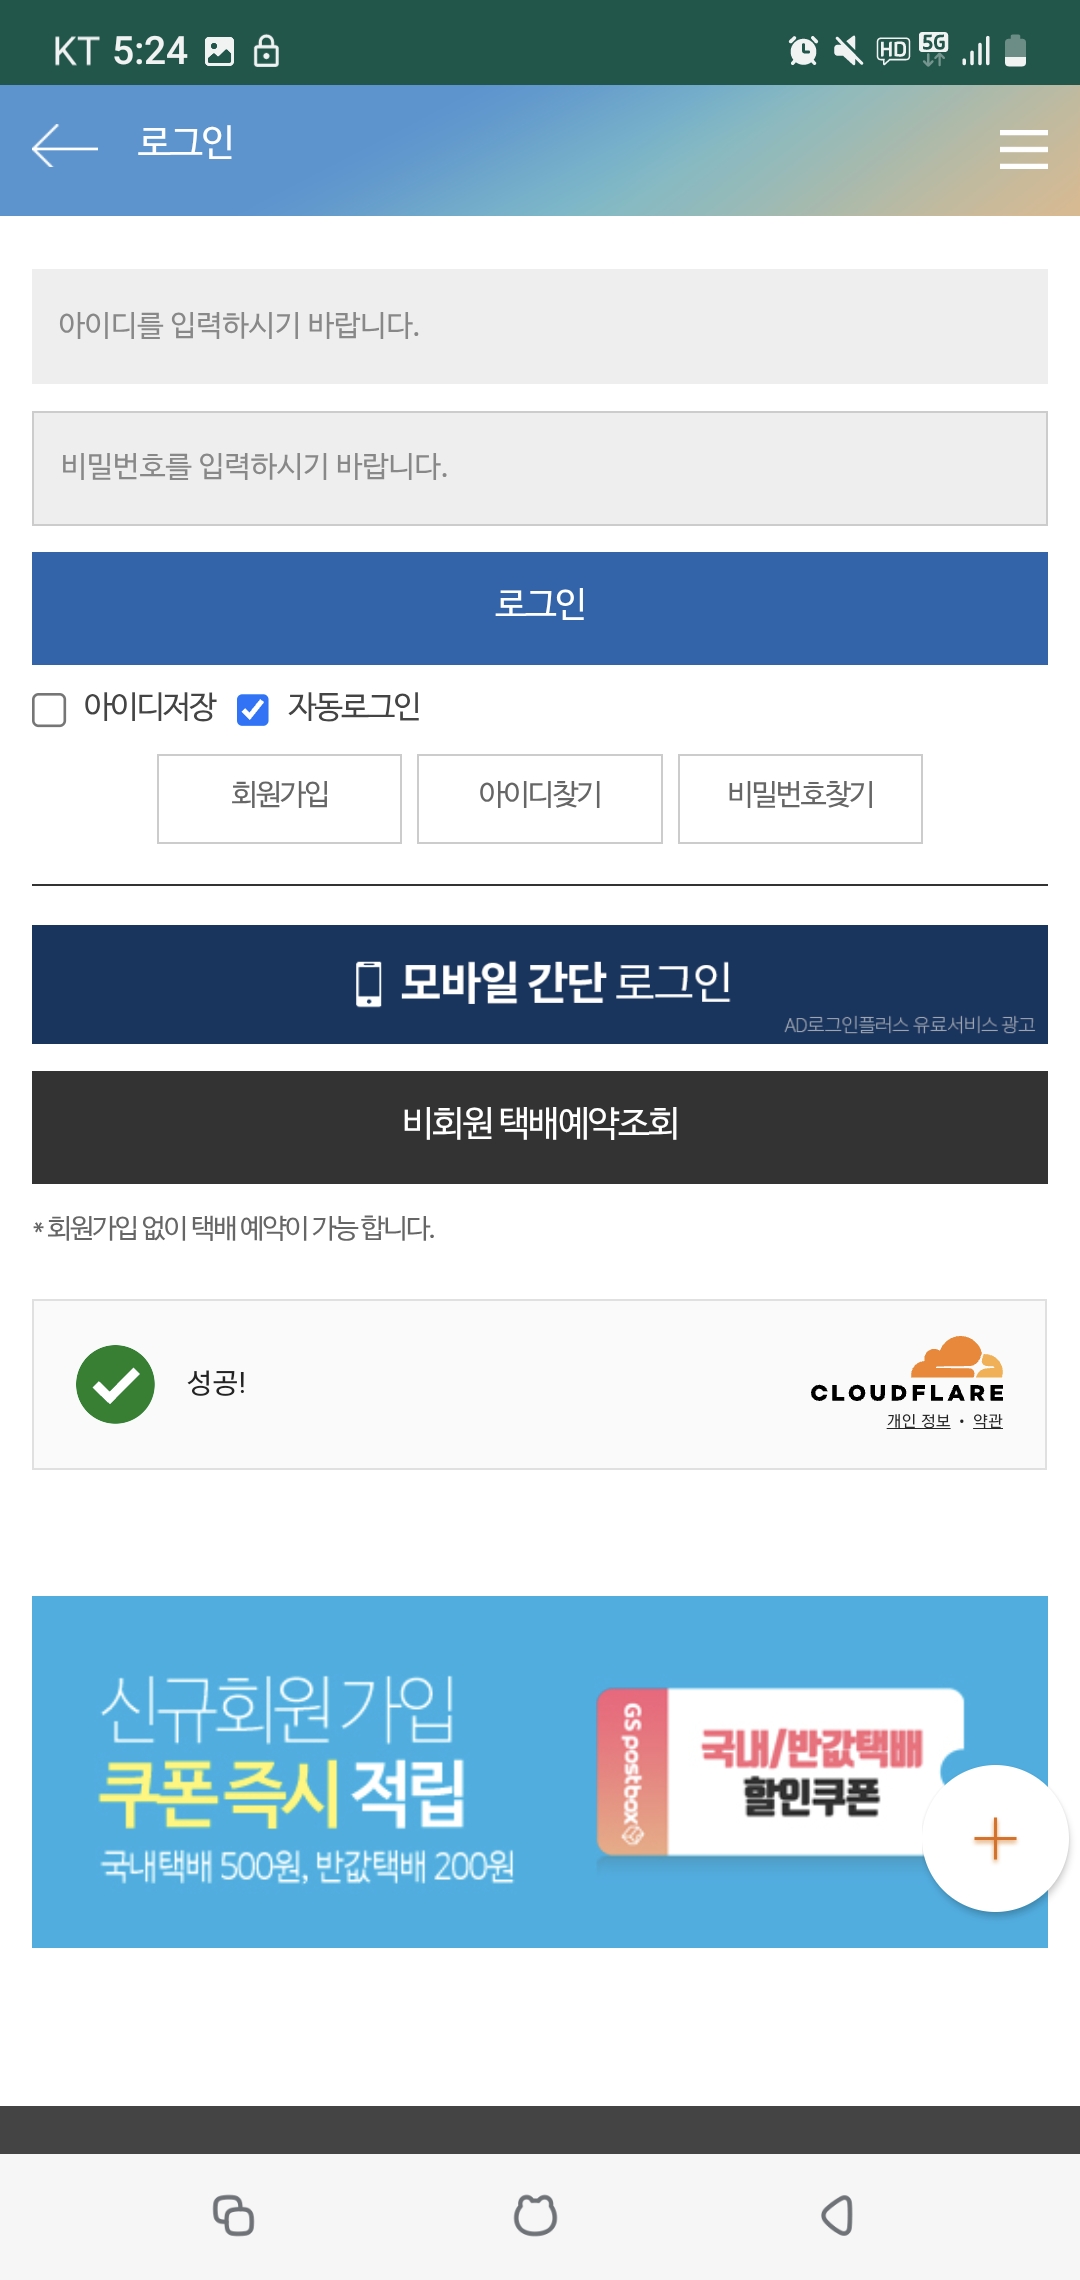 KT 5:24 HD 5G
로그인
아이디를 입력하시기 바랍니다.
비밀번호를 입력하시기 바랍니다.
로그인
아이디저장 자동로그인
회원가입 아이디찾기 비밀번호찾기
모바일 간단 로그인
AD로그인플러스 유료서비스 광고
비회원 택배예약조회
* 회원가입 없이 택배 예약이 가능 합니다.
성공!
CLOUDFLARE
개인 정보 • 약관
신규회원 가입
쿠폰 즉시 적립
국내택배 500원, 반값택배 200원
GS postbox
국내/반값택배
할인쿠폰